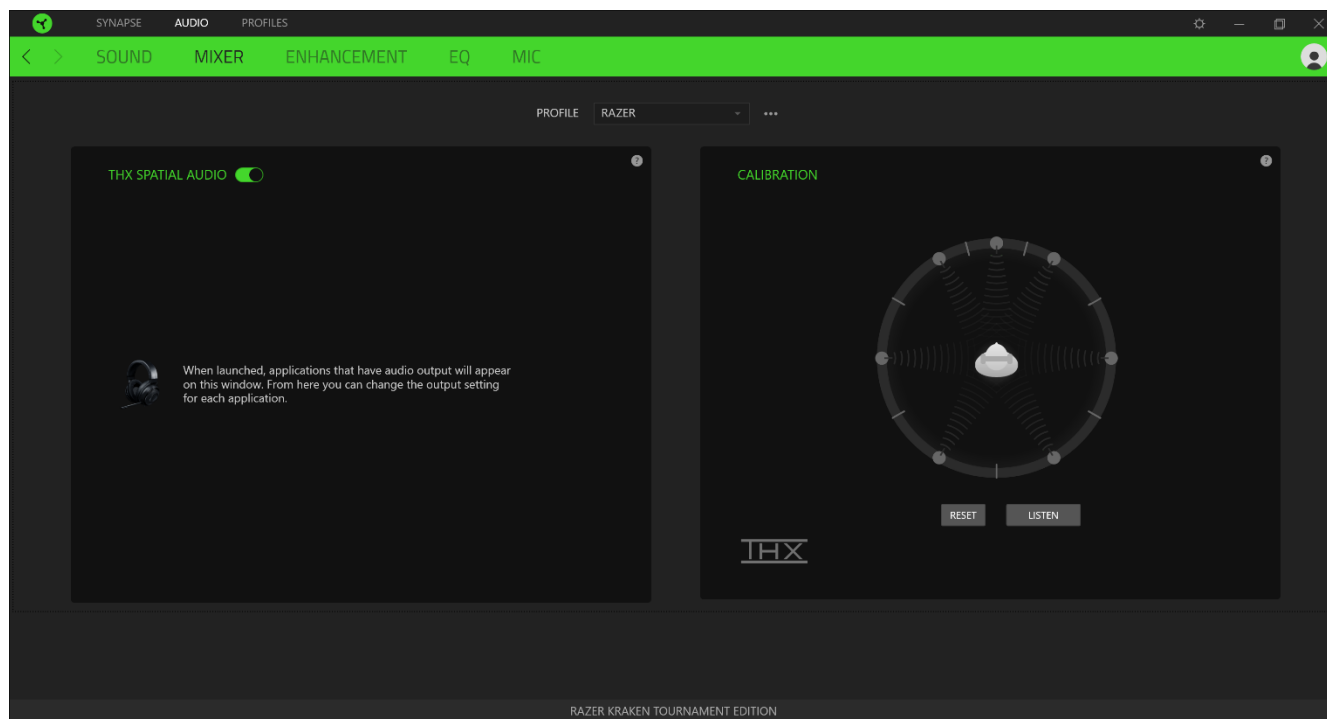 SYNAPSE AUDIO PROFILES
SOUND MIXER ENHANCEMENT EQ MIC
PROFILE RAZER
THX SPATIAL AUDIO
?
When launched, applications that have audio output will appear
on this window. From here you can change the output setting
for each application.
CALIBRATION
?
RESET LISTEN
THX
RAZER KRAKEN TOURNAMENT EDITION